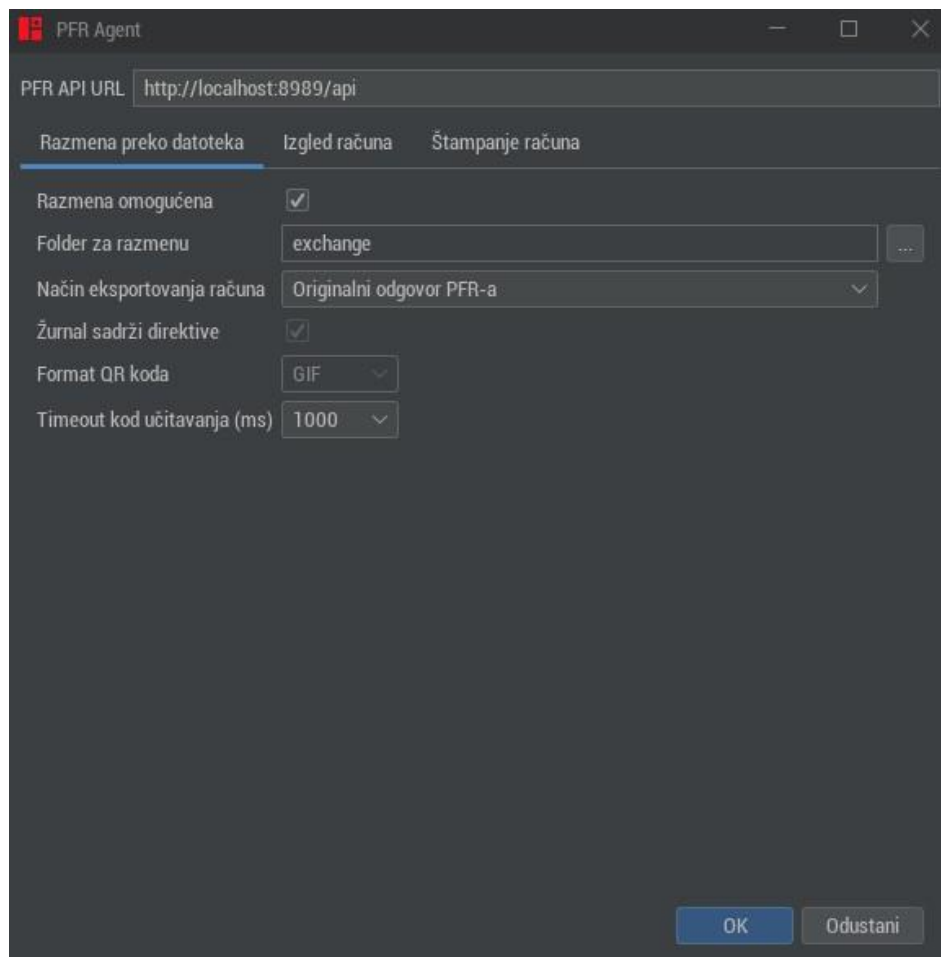 PFR Agent
PFR API URL http://localhost:8989/api
Razmena preko datoteka Izgled računa Štampanje računa
Razmena omogućena
Folder za razmenu exchange ...
Način eksportovanja računa Originalni odgovor PFR-a
Žurnal sadrži direktive
Format QR koda GIF
Timeout kod učitavanja (ms) 1000
OK Odustani